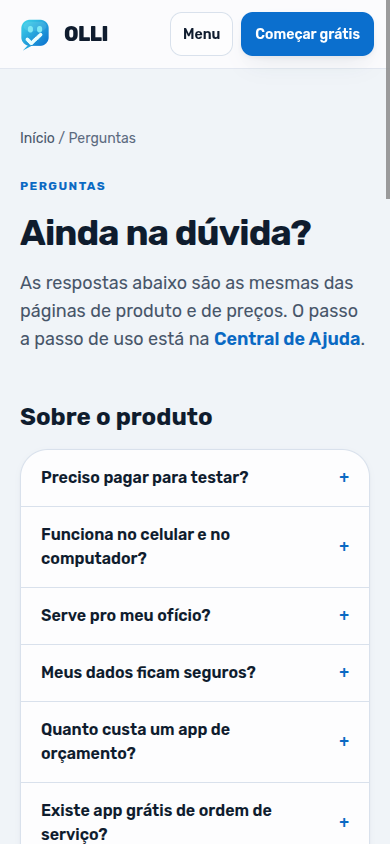 OLLI
Menu
Começar grátis
Início / Perguntas
PERGUNTAS
Ainda na dúvida?
As respostas abaixo são as mesmas das
páginas de produto e de preços. O passo
a passo de uso está na Central de Ajuda.
Sobre o produto
Preciso pagar para testar?
+
Funciona no celular e no
computador?
+
Serve pro meu ofício?
+
Meus dados ficam seguros?
+
Quanto custa um app de
orçamento?
+
Existe app grátis de ordem de
serviço?
+